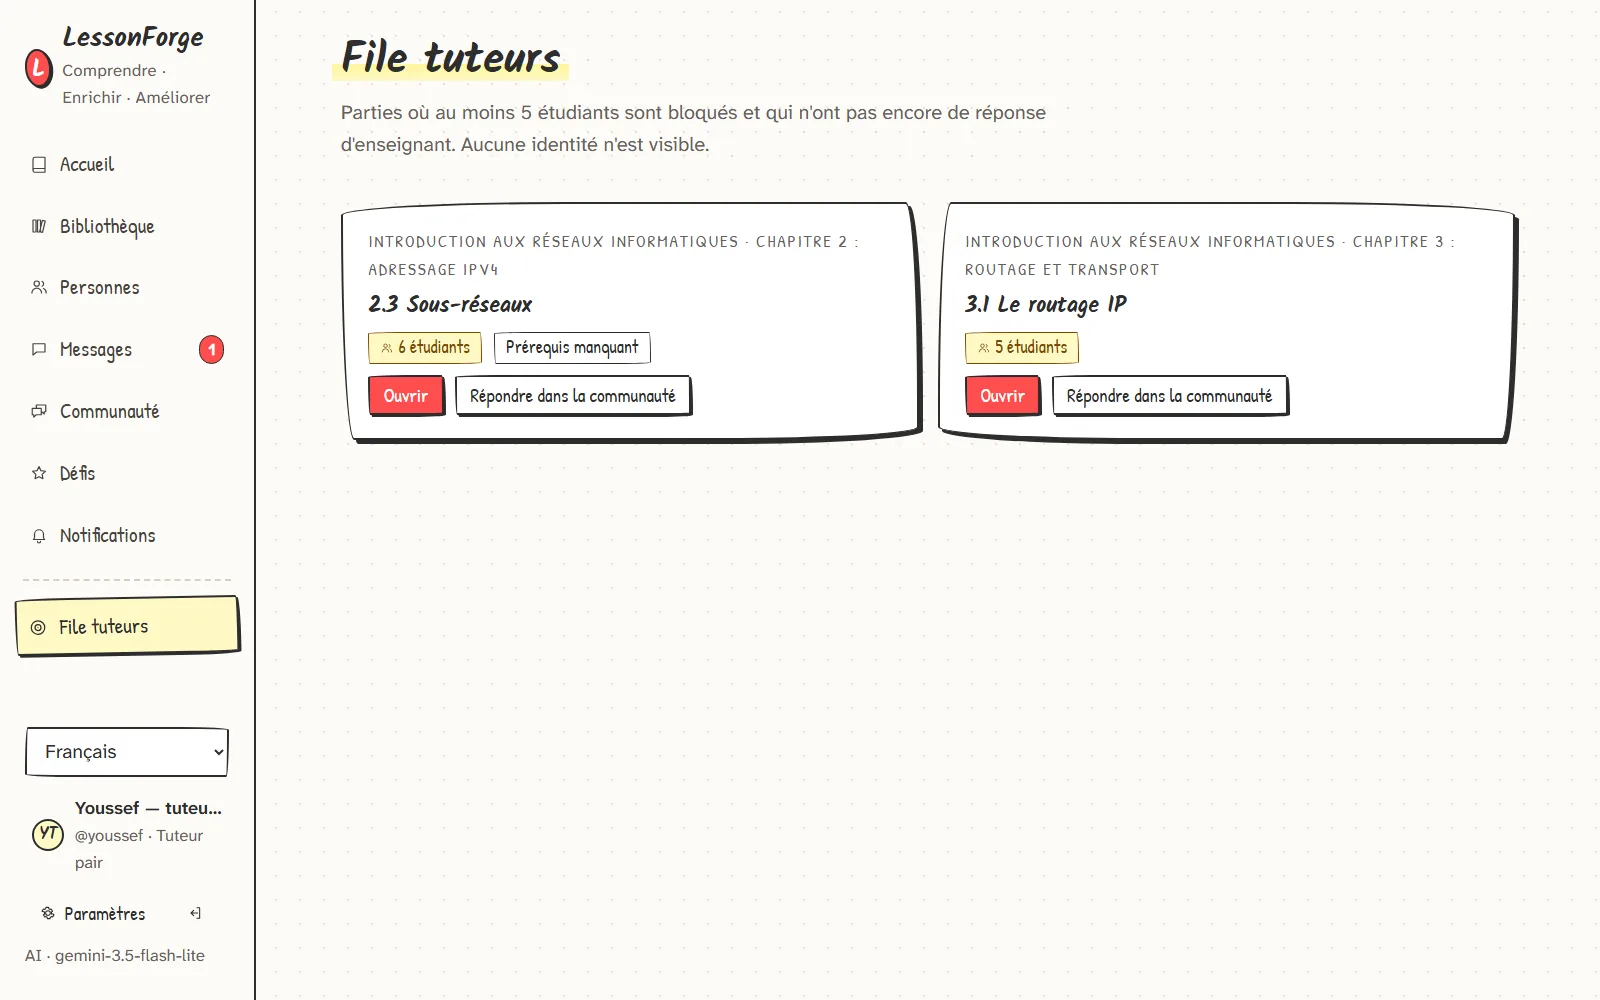 LessonForge
L
Comprendre ·
Enrichir · Améliorer
Accueil
Bibliothèque
Personnes
Messages
1
Communauté
Défis
Notifications
File tuteurs
Français
Youssef — tuteu...
YT
@youssef · Tuteur
pair
Paramètres
AI · gemini-3.5-flash-lite
File tuteurs
Parties où au moins 5 étudiants sont bloqués et qui n'ont pas encore de réponse
d'enseignant. Aucune identité n'est visible.
INTRODUCTION AUX RÉSEAUX INFORMATIQUES · CHAPITRE 2 :
ADRESSAGE IPV4
2.3 Sous-réseaux
6 étudiants
Prérequis manquant
Ouvrir
Répondre dans la communauté
INTRODUCTION AUX RÉSEAUX INFORMATIQUES · CHAPITRE 3 :
ROUTAGE ET TRANSPORT
3.1 Le routage IP
5 étudiants
Ouvrir
Répondre dans la communauté